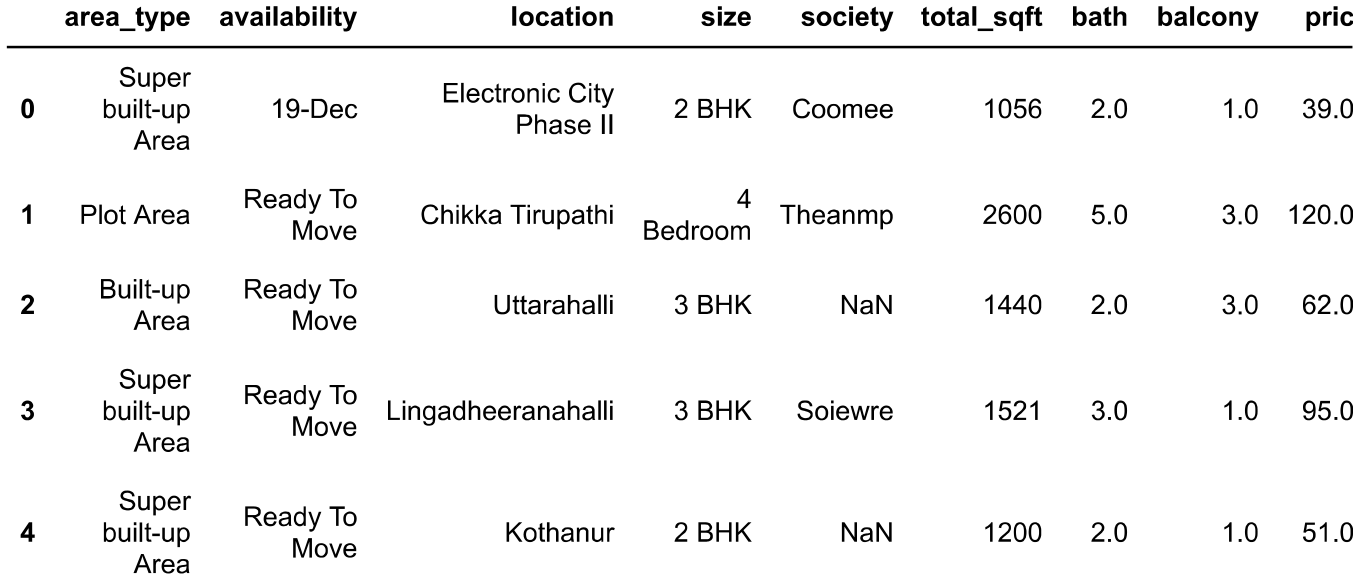 area_type availability location size society total_sqft bath balcony pric
0 Super built-up Area 19-Dec Electronic City Phase II 2 BHK Coomee 1056 2.0 1.0 39.0
1 Plot Area Ready To Move Chikka Tirupathi 4 Bedroom Theanmp 2600 5.0 3.0 120.0
2 Built-up Area Ready To Move Uttarahalli 3 BHK NaN 1440 2.0 3.0 62.0
3 Super built-up Area Ready To Move Lingadheeranahalli 3 BHK Soiewre 1521 3.0 1.0 95.0
4 Super built-up Area Ready To Move Kothanur 2 BHK NaN 1200 2.0 1.0 51.0